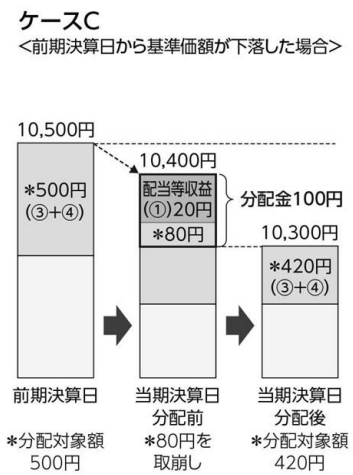 ケースC
<前期決算日から基準価額が下落した場合>
10,500円
10,400円
*500円
(③+④)
配当等収益
(①)20円
*80円
分配金100円
10,300円
*420円
(③+④)
前期決算日
当期決算日
分配前
当期決算日
分配後
*分配対象額
500円
*80円を
取崩し
*分配対象額
420円